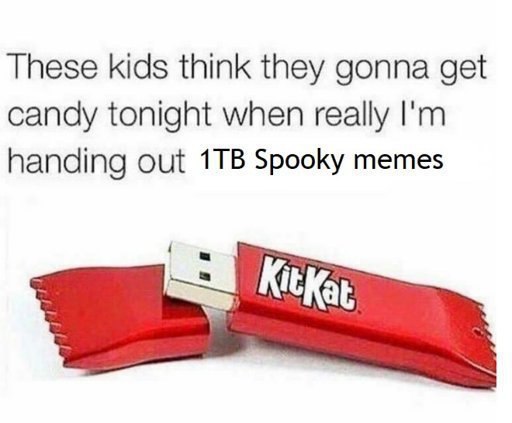 These kids think they gonna get
candy tonight when really I'm
handing out 1TB Spooky memes
KitKat